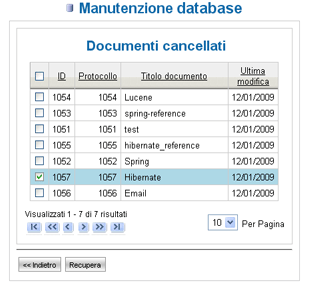 Manutenzione database
Documenti cancellati
ID Protocollo Titolo documento Ultima modifica
1054 1054 Lucene 12/01/2009
1053 1053 spring-reference 12/01/2009
1051 1051 test 12/01/2009
1055 1055 hibernate_reference 12/01/2009
1052 1052 Spring 12/01/2009
1057 1057 Hibernate 12/01/2009
1056 1056 Email 12/01/2009
Visualizzati 1 - 7 di 7 risultati
10 Per Pagina
<< Indietro Recupera